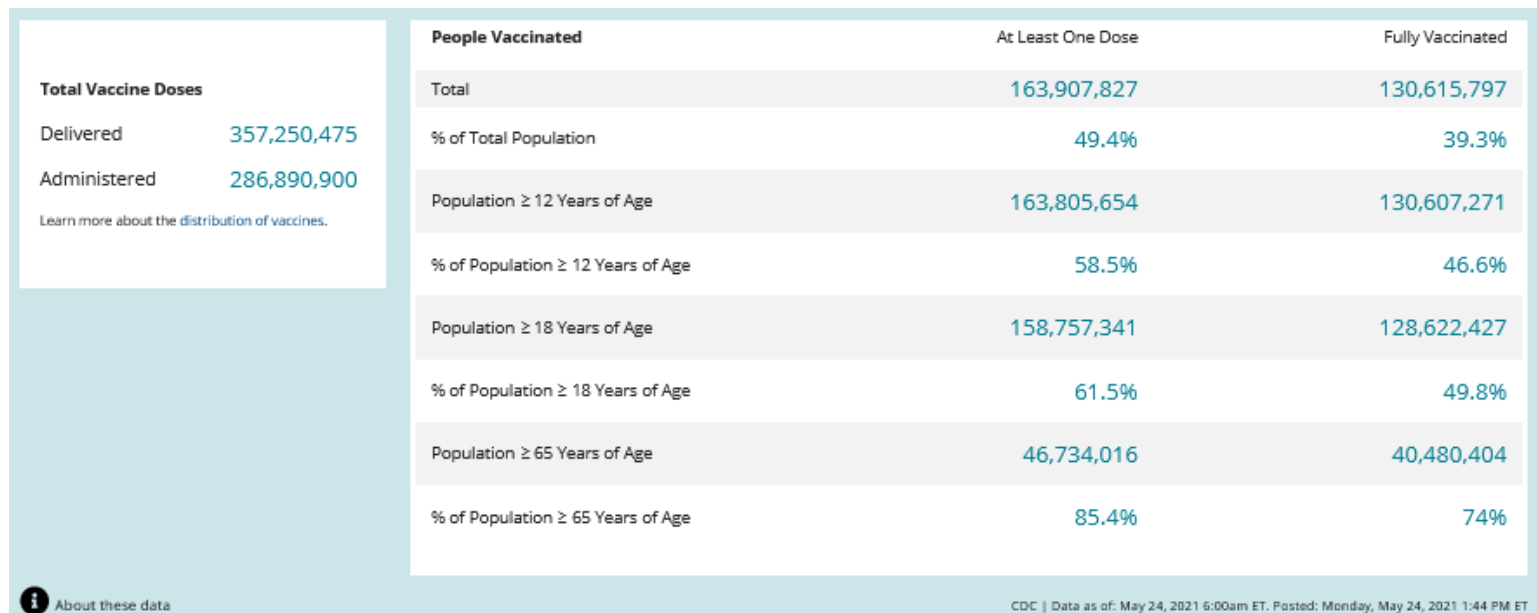 Total Vaccine Doses
Delivered 357,250,475
Administered 286,890,900
Learn more about the distribution of vaccines.
People Vaccinated At Least One Dose Fully Vaccinated
Total 163,907,827 130,615,797
% of Total Population 49.4% 39.3%
Population ≥ 12 Years of Age 163,805,654 130,607,271
% of Population ≥ 12 Years of Age 58.5% 46.6%
Population ≥ 18 Years of Age 158,757,341 128,622,427
% of Population ≥ 18 Years of Age 61.5% 49.8%
Population ≥ 65 Years of Age 46,734,016 40,480,404
% of Population ≥ 65 Years of Age 85.4% 74%
i About these data
CDC | Data as of: May 24, 2021 6:00am ET. Posted: Monday, May 24, 2021 1:44 PM ET